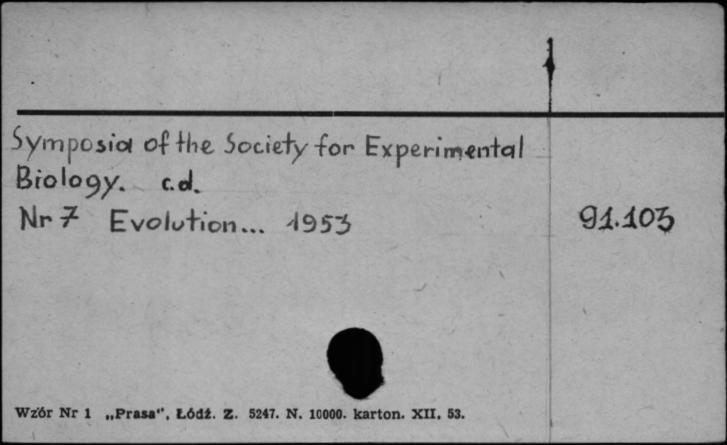 Symposia of the Society for Experimental
Biology. c.d.
Nr 7 Evolution... 1953 91.103
Wzór Nr 1 „Prasa", Łódź. Z. 5247. N. 10000. karton. XII, 53.